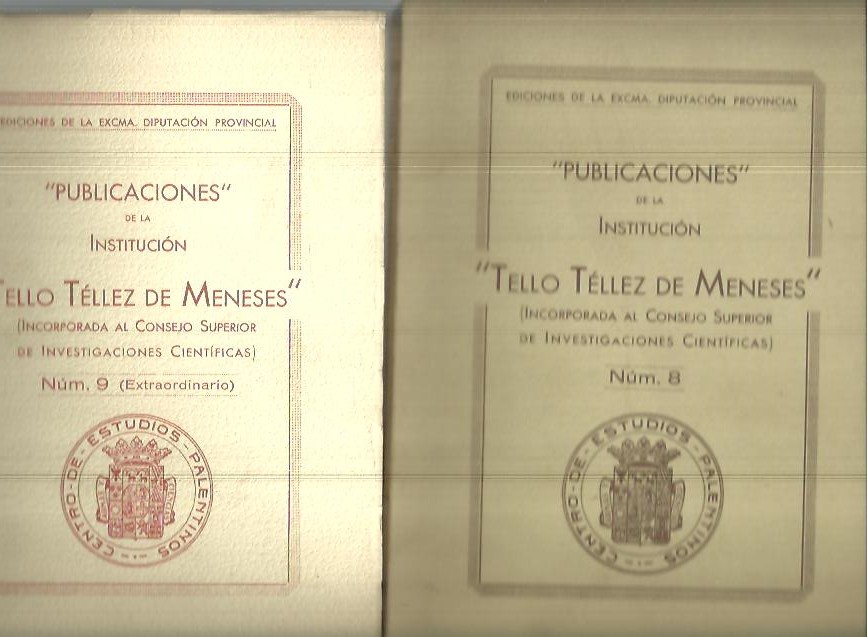 EDICIONES DE LA EXCMA. DIPUTACIÓN PROVINCIAL
"PUBLICACIONES"
DE LA
INSTITUCIÓN
TELLO TÉLLEZ DE MENESES"
(INCORPORADA AL CONSEJO SUPERIOR
DE INVESTIGACIONES CIENTÍFICAS)
Núm. 9 (Extraordinario)
CENTRO-DE-ESTUDIOS-PALENTINOS
EDICIONES DE LA EXCMA. DIPUTACIÓN PROVINCIAL
"PUBLICACIONES"
DE LA
INSTITUCIÓN
"TELLO TÉLLEZ DE MENESES"
(INCORPORADA AL CONSEJO SUPERIOR
DE INVESTIGACIONES CIENTÍFICAS)
Núm. 8
CENTRO-DE-ESTUDIOS-PALENTINOS